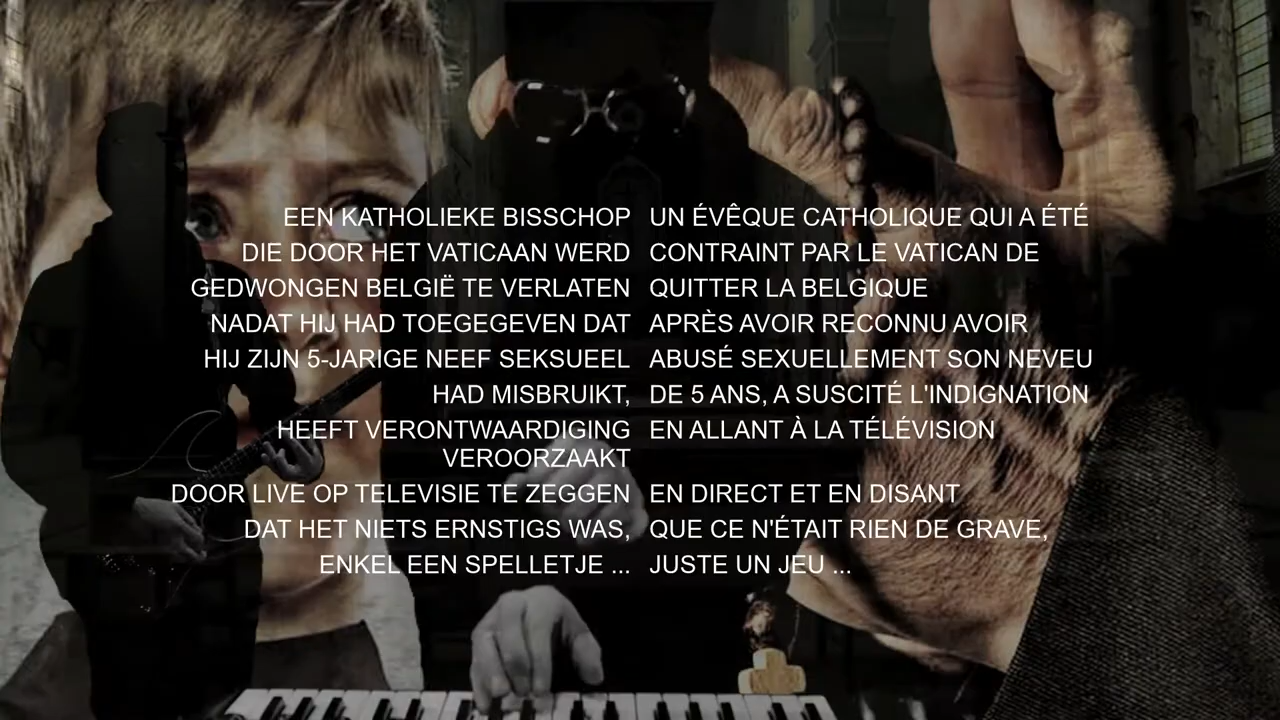 EEN KATHOLIEKE BISSCHOP
DIE DOOR HET VATICAAN WERD
GEDWONGEN BELGIË TE VERLATEN
NADAT HIJ HAD TOEGEGEVEN DAT
HIJ ZIJN 5-JARIGE NEEF SEKSUEEL
HAD MISBRUIKT,
HEEFT VERONTWAARDIGING
VEROORZAAKT
DOOR LIVE OP TELEVISIE TE ZEGGEN
DAT HET NIETS ERNSTIGS WAS,
ENKEL EEN SPELLETJE ...
UN ÉVÊQUE CATHOLIQUE QUI A ÉTÉ
CONTRAINT PAR LE VATICAN DE
QUITTER LA BELGIQUE
APRÈS AVOIR RECONNU AVOIR
ABUSÉ SEXUELLEMENT SON NEVEU
DE 5 ANS, A SUSCITÉ L'INDIGNATION
EN ALLANT À LA TÉLÉVISION
EN DIRECT ET EN DISANT
QUE CE N'ÉTAIT RIEN DE GRAVE,
JUSTE UN JEU ...